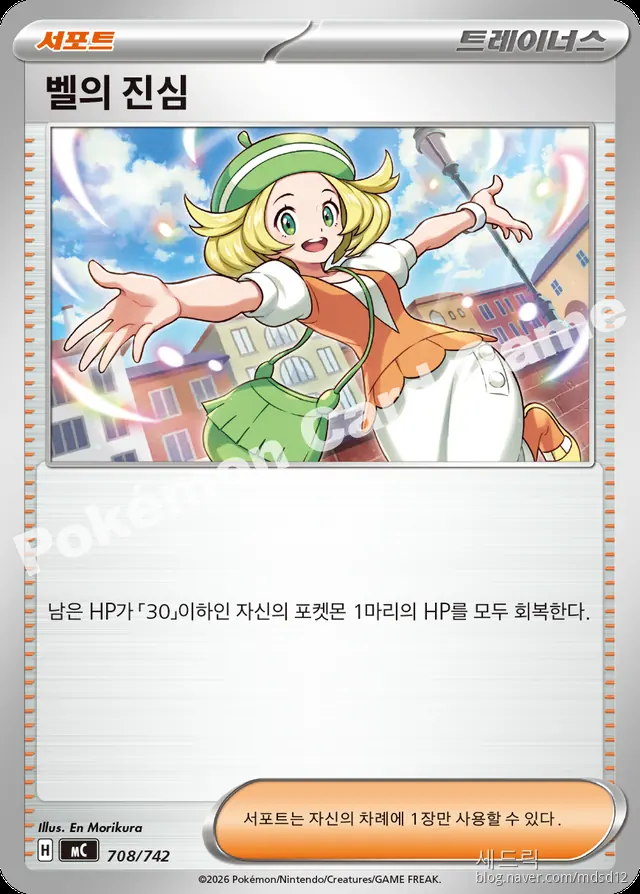 서포트
트레이너스
벨의 진심
Pokémon Card Game
남은 HP가 「30」이하인 자신의 포켓몬 1마리의 HP를 모두 회복한다.
서포트는 자신의 차례에 1장만 사용할 수 있다.
Illus. En Morikura
H MC 708/742
세드릭
blog.naver.com/mdsd12
©2026 Pokémon/Nintendo/Creatures/GAME FREAK.